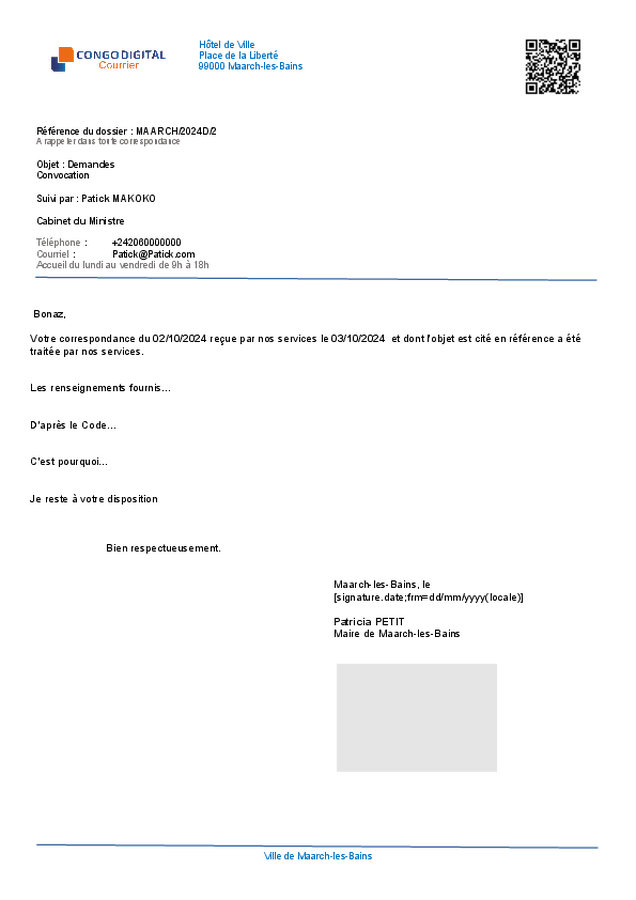 CONGO DIGITAL
Courrier
Hôtel de Ville
Place de la Liberté
99000 Maarch-les-Bains
Référence du dossier : MAARCH/2024D/2
A rappeler dans toute correspondance
Objet : Demandes
Convocation
Suivi par : Patick MAKOKO
Cabinet du Ministre
Téléphone : +242060000000
Courriel : Patick@Patick.com
Accueil du lundi au vendredi de 9h à 18h
Bonaz,
Votre correspondance du 02/10/2024 reçue par nos services le 03/10/2024 et dont l'objet est cité en référence a été
traitée par nos services.
Les renseignements fournis...
D'après le Code...
C'est pourquoi...
Je reste à votre disposition
Bien respectueusement.
Maarch-les-Bains, le
[signature.date;frm=dd/mm/yyyy(locale)]
Patricia PETIT
Maire de Maarch-les-Bains
Ville de Maarch-les-Bains